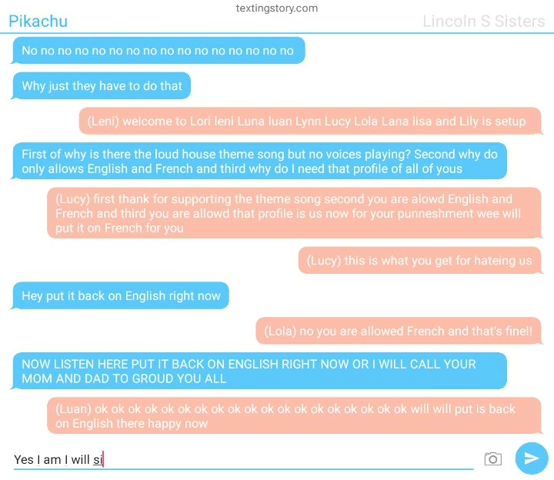 textingstory.com
Pikachu
Lincoln S Sisters
No no no no no no no no no no no no no no no no
Why just they have to do that
(Leni) welcome to Lori leni Luna luan Lynn Lucy Lola Lana lisa and Lily is setup
First of why is there the loud house theme song but no voices playing? Second why do
only allows English and French and third why do I need that profile of all of yous
(Lucy) first thank for supporting the theme song second you are alowd English and
French and third you are allowd that profile is us now for your punneshment wee will
put it on French for you
(Lucy) this is what you get for hateing us
Hey put it back on English right now
(Lola) no you are allowed French and that's finel!
NOW LISTEN HERE PUT IT BACK ON ENGLISH RIGHT NOW OR I WILL CALL YOUR
MOM AND DAD TO GROUD YOU ALL
(Luan) ok ok ok ok ok ok ok ok ok ok ok ok ok ok ok ok ok ok ok will will put is back
on English there happy now
Yes I am I will si